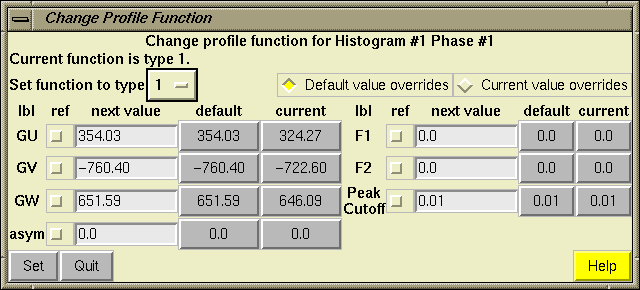 Change Profile Function
Change profile function for Histogram #1 Phase #1
Current function is type 1.
Set function to type 1 Default value overrides Current value overrides
lbl ref next value default current lbl ref next value default current
GU 354.03 354.03 324.27 F1 0.0 0.0 0.0
GV −760.40 −760.40 −722.60 F2 0.0 0.0 0.0
GW 651.59 651.59 646.09 Peak Cutoff 0.01 0.01 0.01
asym 0.0 0.0 0.0
Set Quit Help